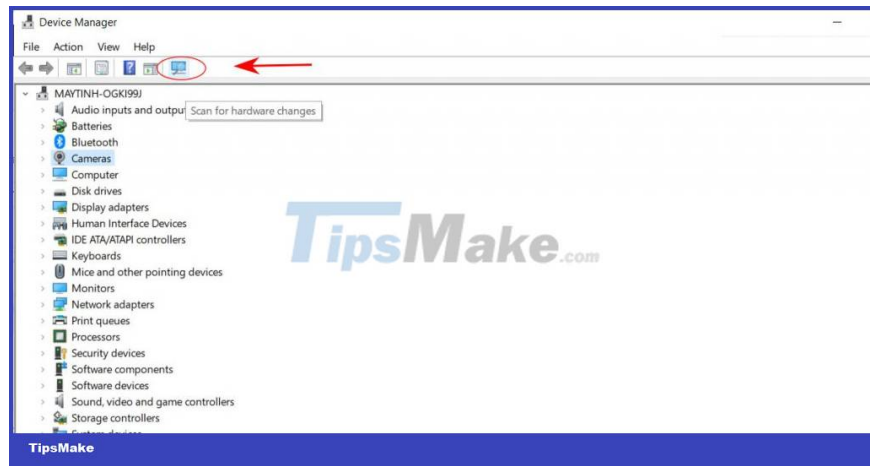 Device Manager
File Action View Help
MAYTINH-OGKI99J
Audio inputs and outpu
Scan for hardware changes
Batteries
Bluetooth
Cameras
Computer
Disk drives
Display adapters
Human Interface Devices
IDE ATA/ATAPI controllers
Keyboards
Mice and other pointing devices
Monitors
Network adapters
Print queues
Processors
Security devices
Software components
Software devices
Sound, video and game controllers
Storage controllers
TipsMake.com
TipsMake